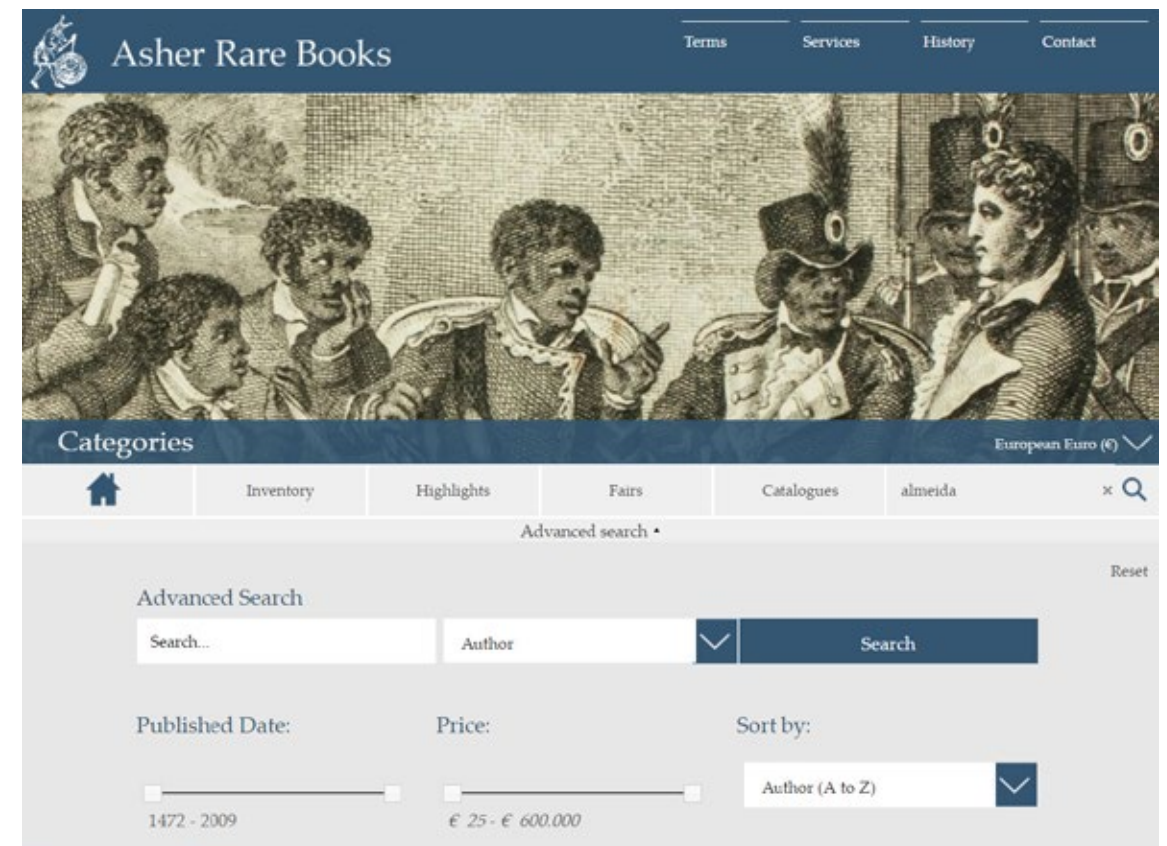 Asher Rare Books
Terms Services History Contact
Categories
European Euro (€)
Inventory Highlights Fairs Catalogues almeida ×
Advanced search ▴
Reset
Advanced Search
Search... Author Search
Published Date: Price: Sort by:
Author (A to Z)
1472 - 2009 € 25 - € 600.000